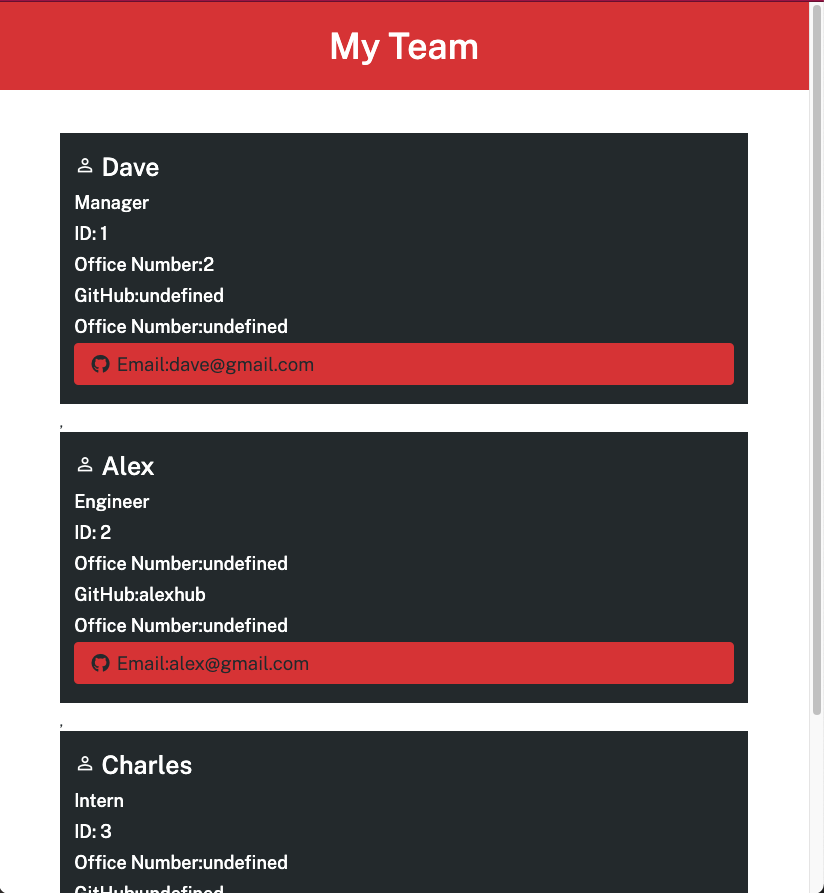 My Team
Dave
Manager
ID: 1
Office Number:2
GitHub:undefined
Office Number:undefined
Email:dave@gmail.com
,
Alex
Engineer
ID: 2
Office Number:undefined
GitHub:alexhub
Office Number:undefined
Email:alex@gmail.com
,
Charles
Intern
ID: 3
Office Number:undefined
GitHub:undefined